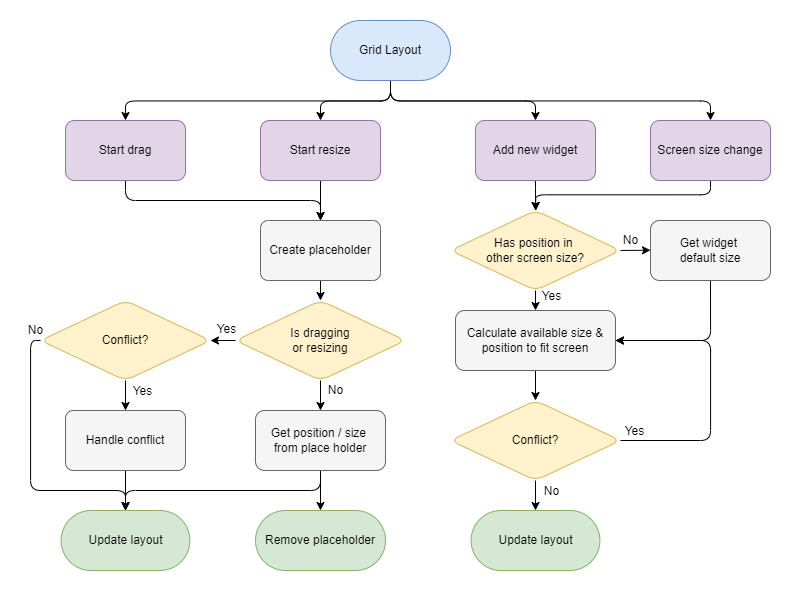 Grid Layout
Start drag
Start resize
Add new widget
Screen size change
Create placeholder
Has position in
other screen size?
No
Get widget
default size
Yes
No
Conflict?
Yes
Is dragging
or resizing
Calculate available size &
position to fit screen
Yes
No
Handle conflict
Get position / size
from place holder
Conflict?
Yes
No
Update layout
Remove placeholder
Update layout